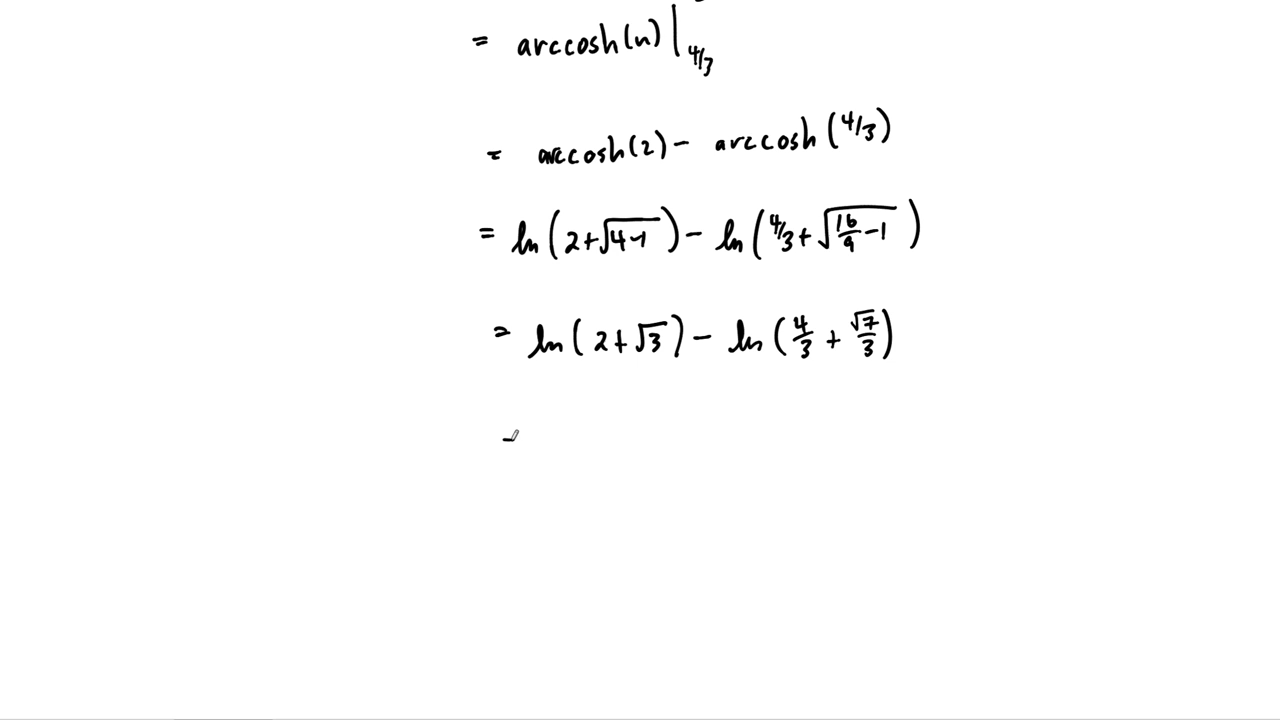 = arccosh(u) |4/3
= arccosh(2) − arccosh(4/3)
= ln(2+√(4-1)) − ln(4/3 + √(16/9 −1))
= ln(2+√3) − ln(4/3 + √7/3)